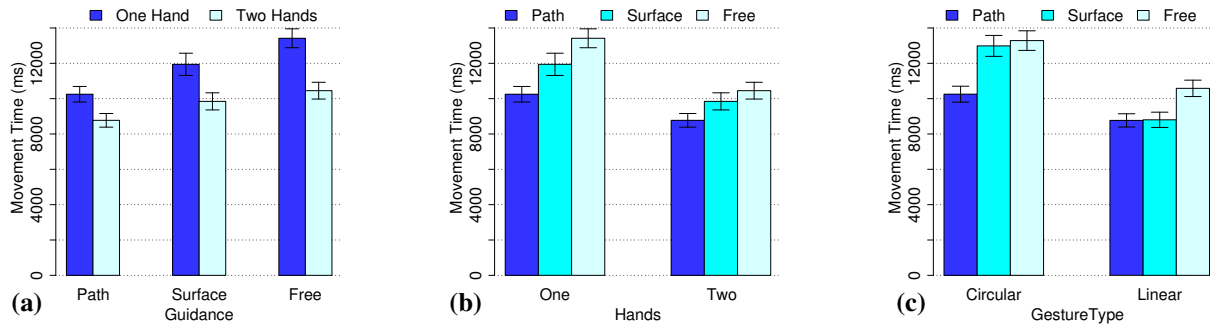 One Hand Two Hands
Movement Time (ms)
0 4000 8000 12000
Path Surface Free
Guidance
(a)
Path Surface Free
Movement Time (ms)
0 4000 8000 12000
One Two
Hands
(b)
Path Surface Free
Movement Time (ms)
0 4000 8000 12000
Circular Linear
GestureType
(c)